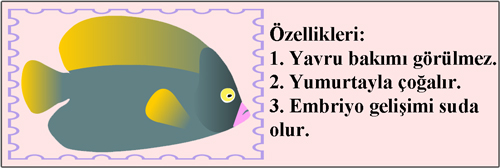 Özellikleri:
1. Yavru bakımı görülmez.
2. Yumurtayla çoğalır.
3. Embriyo gelişimi suda
olur.